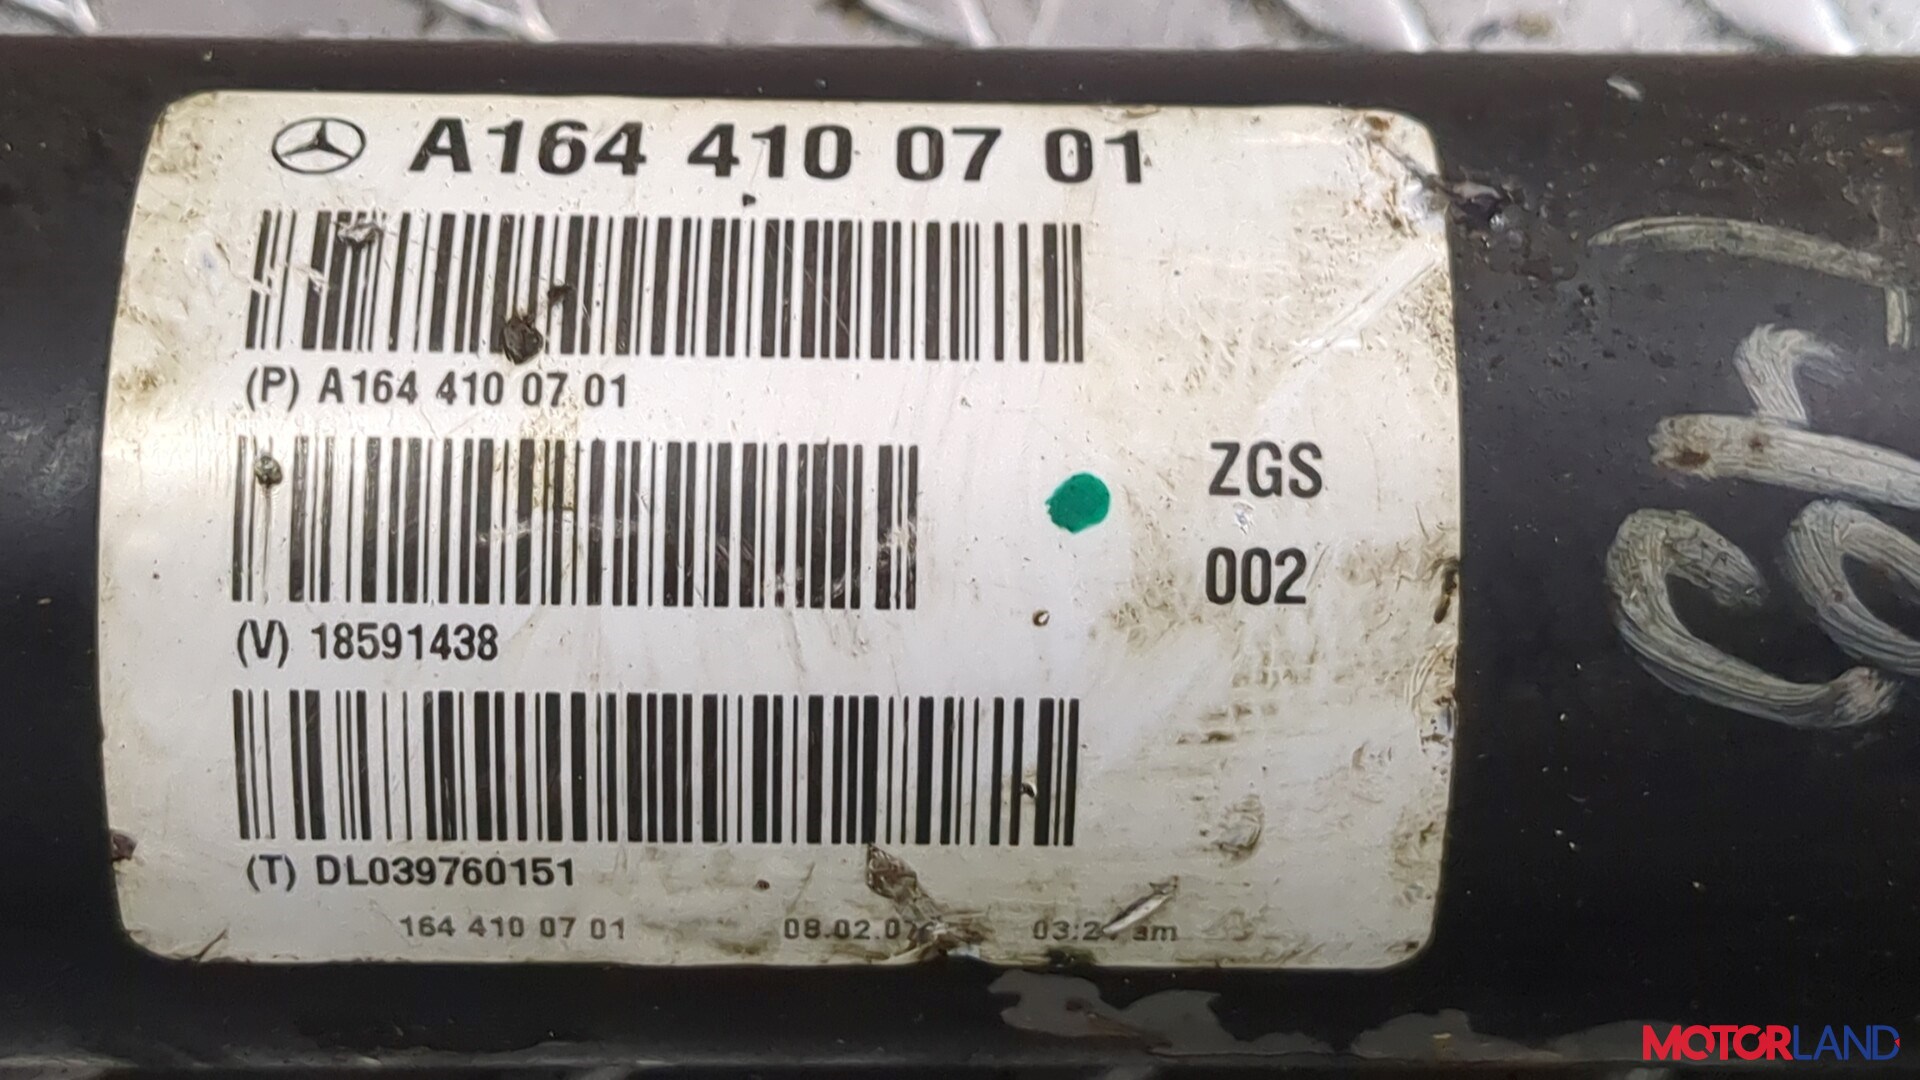 A164 410 07 01
(P) A164 410 07 01
ZGS
002
(V) 18591438
(T) DL039760151
164 410 07 01
MOTORLAND